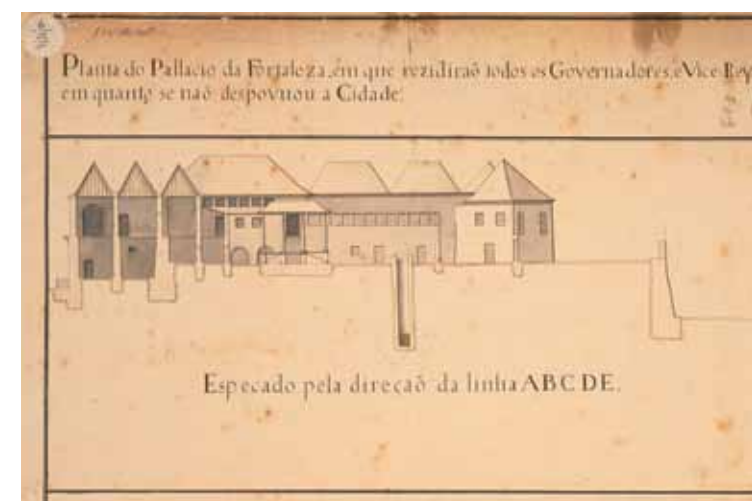 Planta do Pallacio da Fortaleza, em que rezidiraõ todos os Governadores, e Vice Rey
em quanto se naõ despovuou a Cidade.
Espeçado pela direcaõ da linha ABCDE.